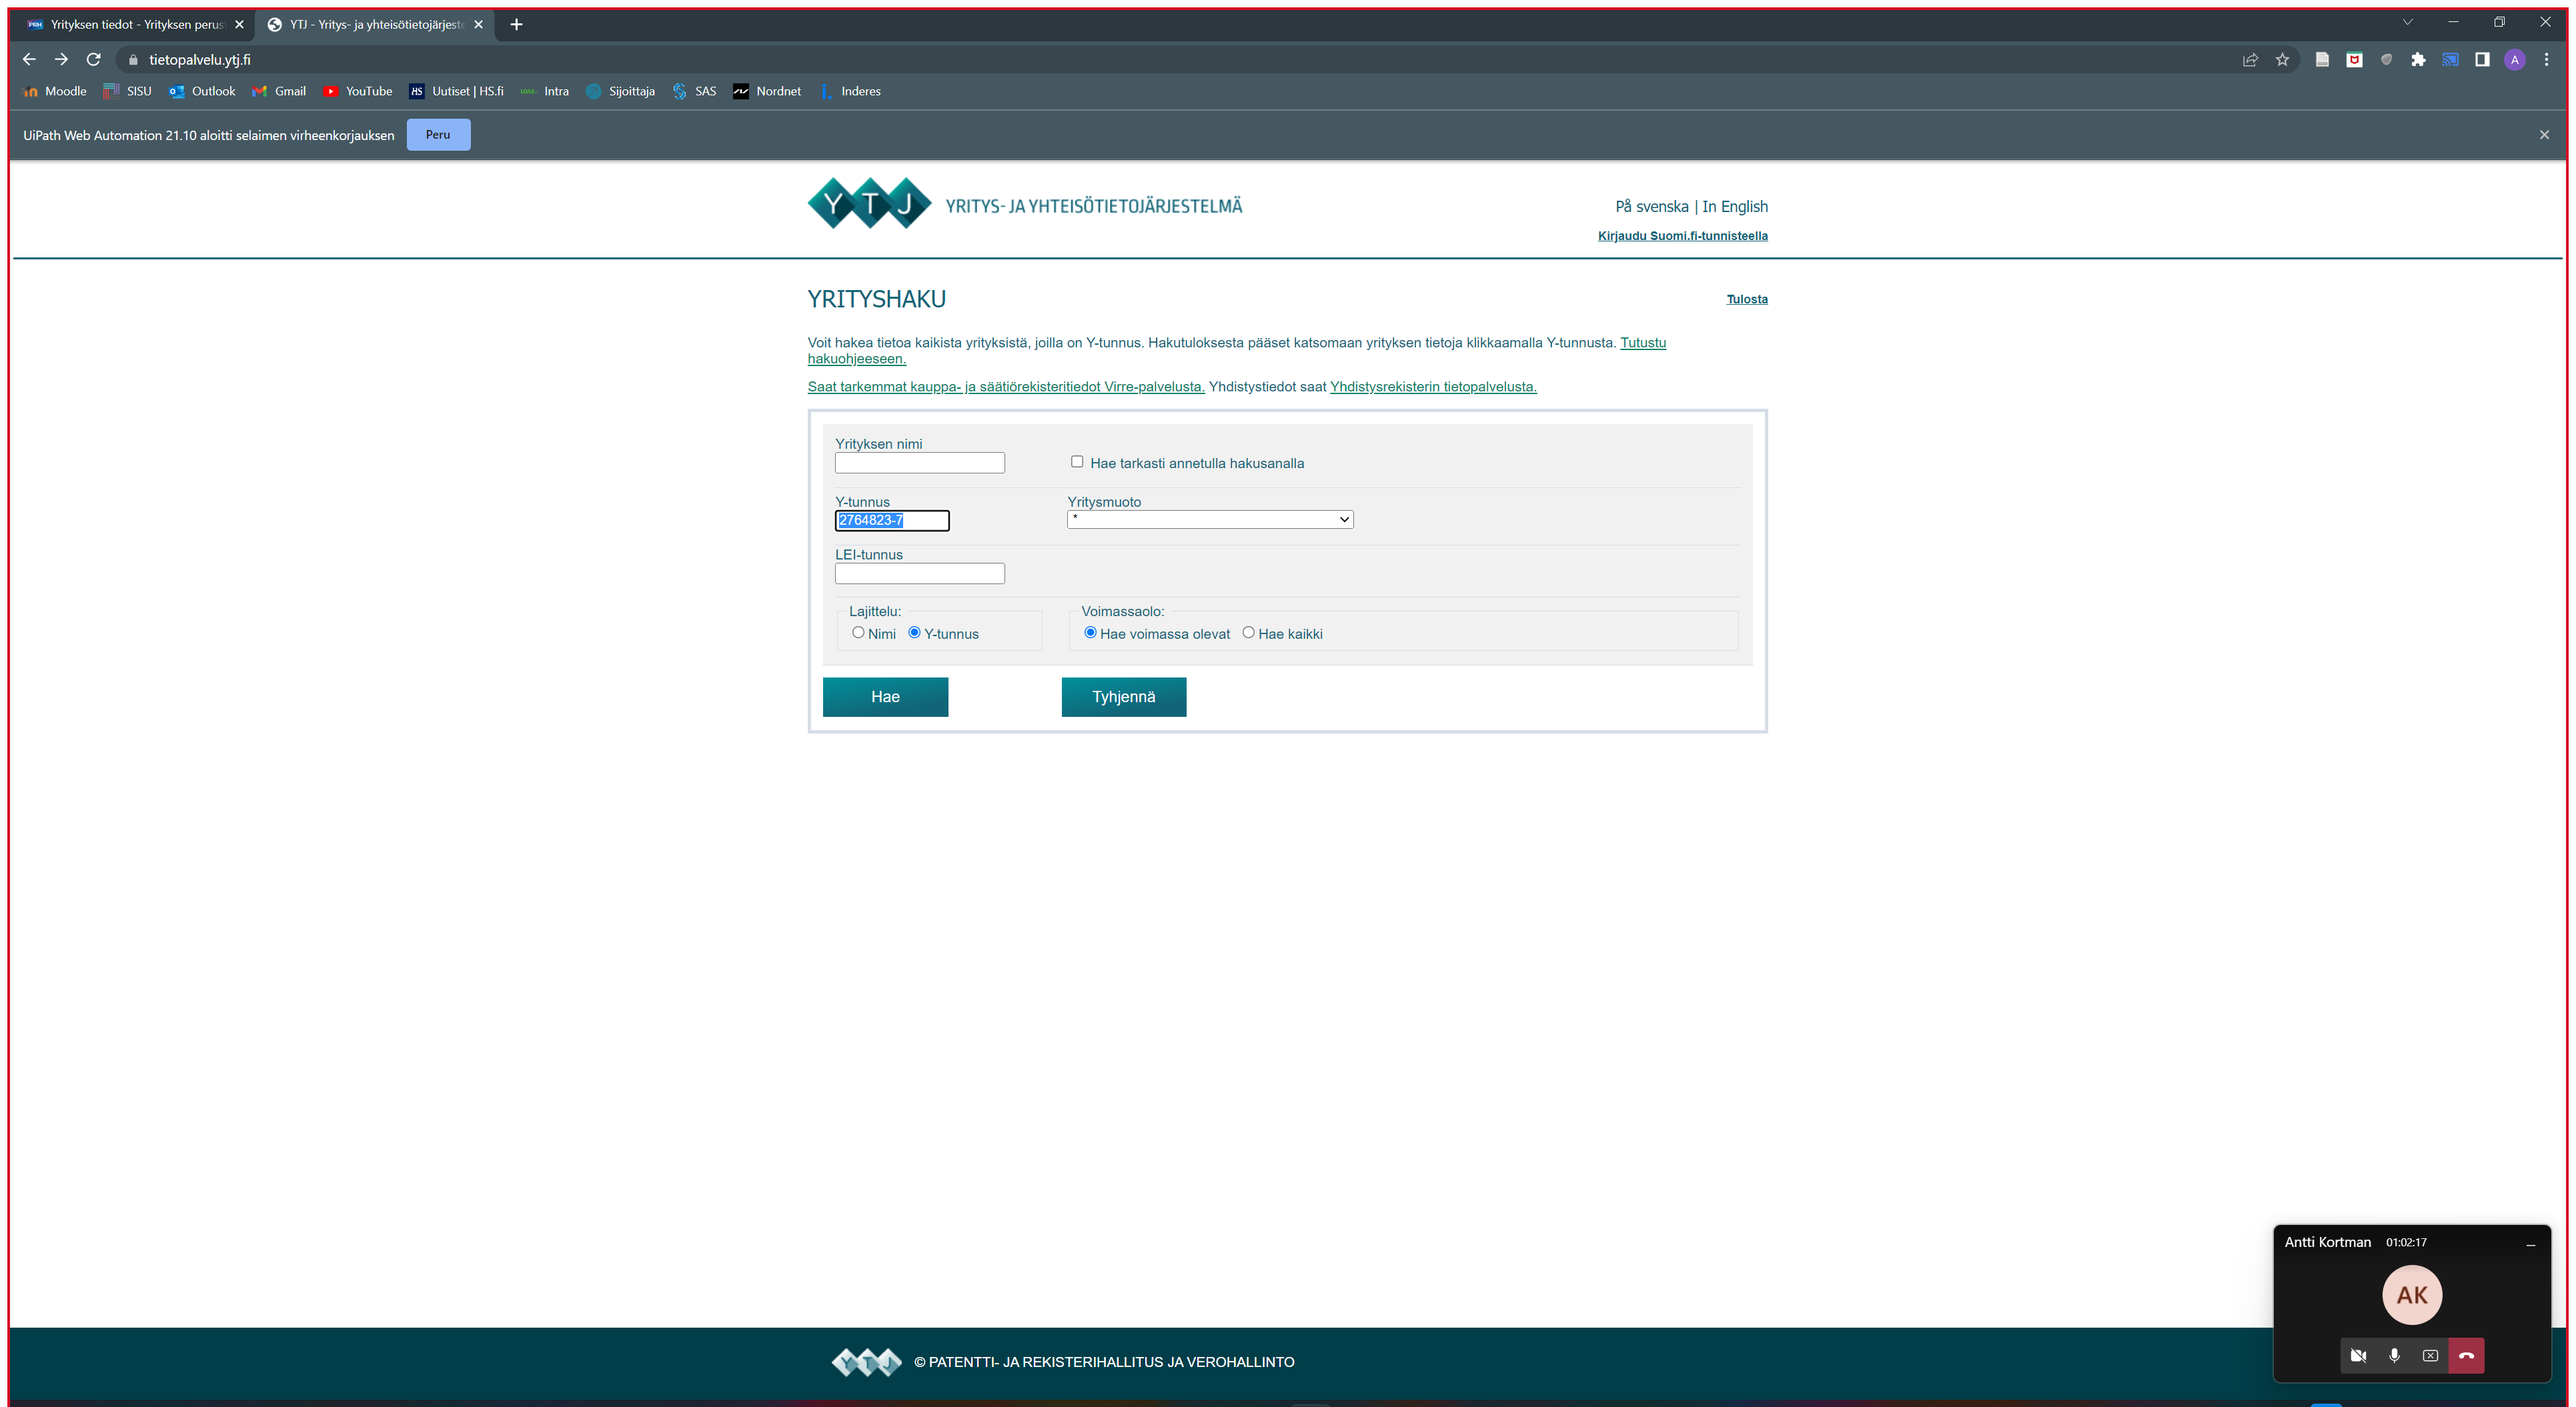 PRH Yrityksen tiedot - Yrityksen perus
YTJ - Yritys- ja yhteisötietojärjeste
tietopalvelu.ytj.fi
A
Moodle SISU Outlook Gmail YouTube HS Uutiset | HS.fi Intra Sijoittaja SAS Nordnet Inderes
UiPath Web Automation 21.10 aloitti selaimen virheenkorjauksen Peru
YTJ YRITYS- JA YHTEISÖTIETOJÄRJESTELMÄ
På svenska | In English
Kirjaudu Suomi.fi-tunnisteella
YRITYSHAKU
Tulosta
Voit hakea tietoa kaikista yrityksistä, joilla on Y-tunnus. Hakutuloksesta pääset katsomaan yrityksen tietoja klikkaamalla Y-tunnusta. Tutustu
hakuohjeeseen.
Saat tarkemmat kauppa- ja säätiörekisteritiedot Virre-palvelusta. Yhdistystiedot saat Yhdistysrekisterin tietopalvelusta.
Yrityksen nimi
Hae tarkasti annetulla hakusanalla
Y-tunnus Yritysmuoto
2764823-7 *
LEI-tunnus
Lajittelu: Voimassaolo:
Nimi Y-tunnus Hae voimassa olevat Hae kaikki
Hae Tyhjennä
Antti Kortman 01:02:17
AK
YTJ © PATENTTI- JA REKISTERIHALLITUS JA VEROHALLINTO